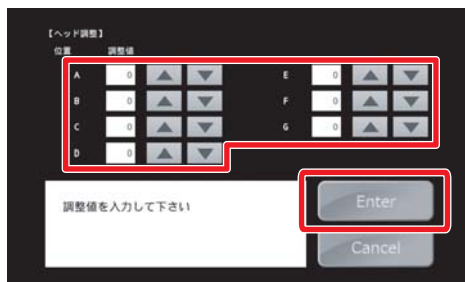 【ヘッド調整】
位置 調整値
A 0 E 0
B 0 F 0
C 0 G 0
D 0
調整値を入力して下さい
Enter
Cancel